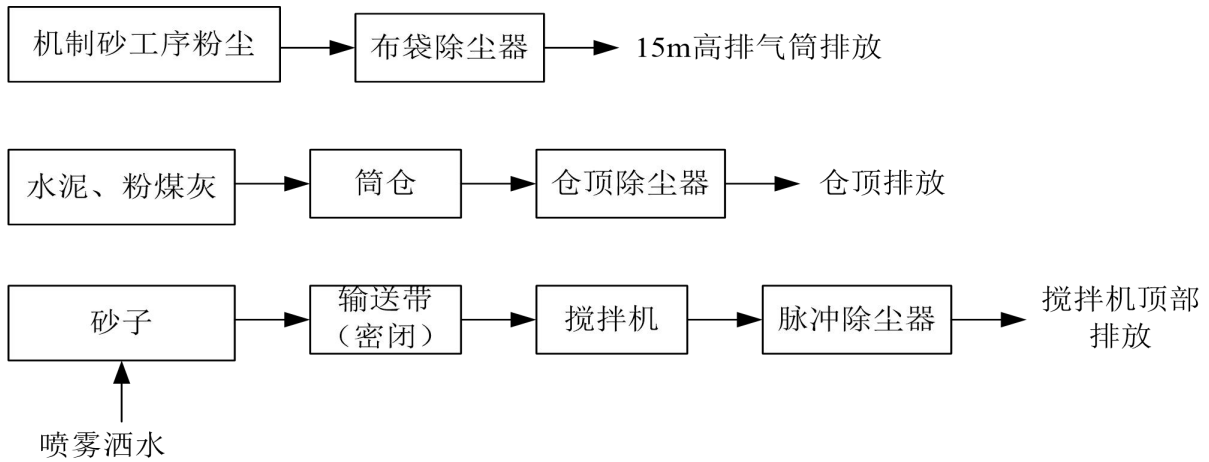 机制砂工序粉尘
布袋除尘器
15m高排气筒排放
水泥、粉煤灰
筒仓
仓顶除尘器
仓顶排放
砂子
输送带
（密闭）
搅拌机
脉冲除尘器
搅拌机顶部
排放
喷雾洒水